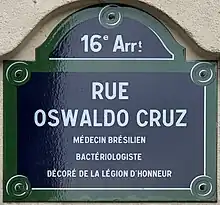 16e Arrt
RUE
OSWALDO CRUZ
MÉDECIN BRÉSILIEN
BACTÉRIOLOGISTE
DÉCORÉ DE LA LÉGION D'HONNEUR